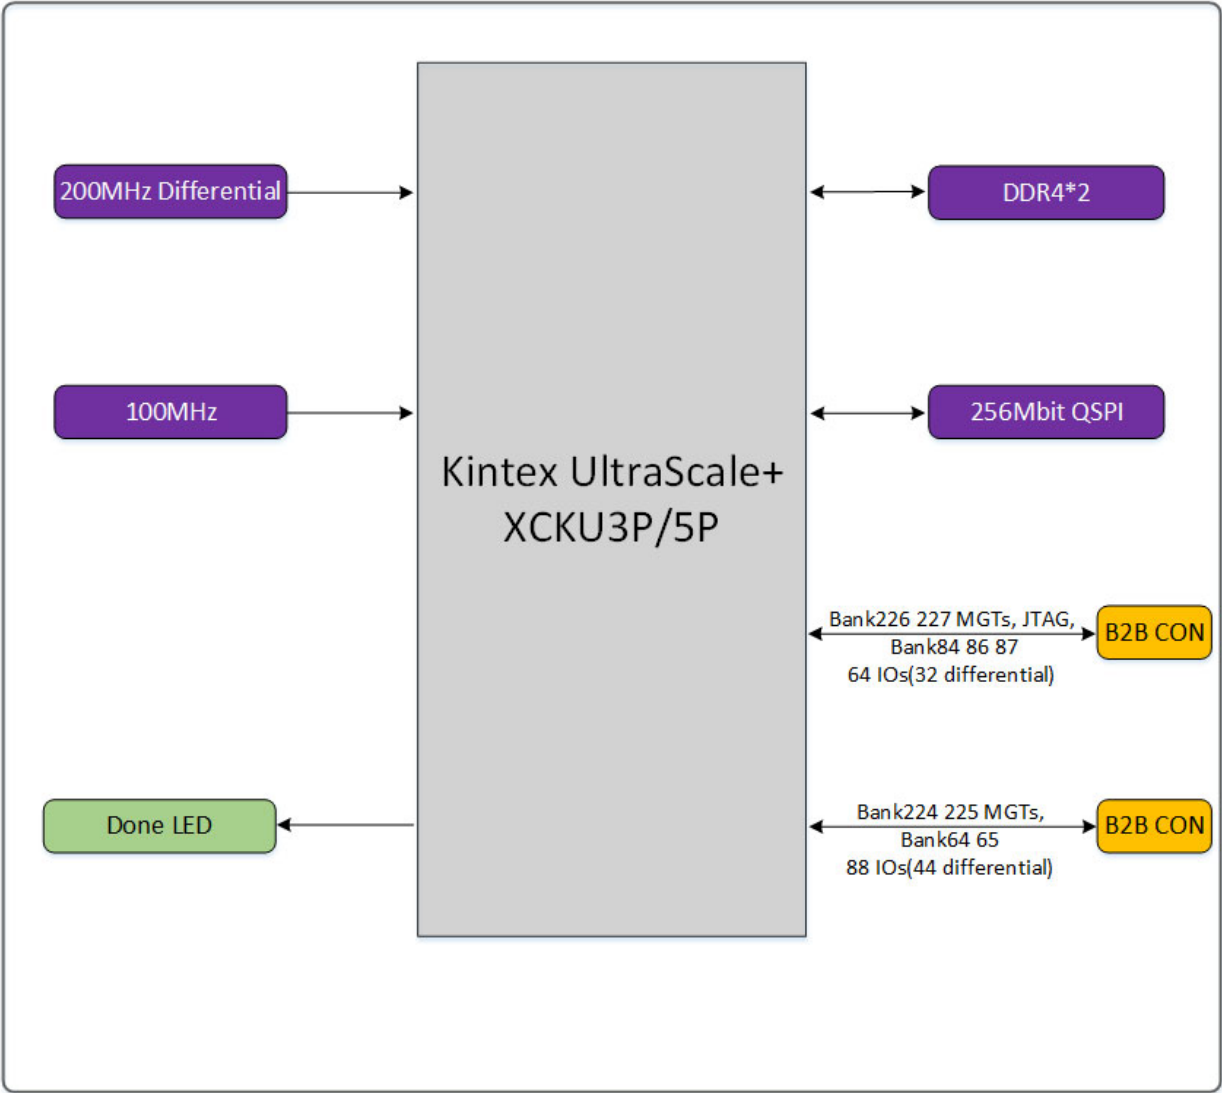 200MHz Differential
DDR4*2
100MHz
256Mbit QSPI
Kintex UltraScale+
XCKU3P/5P
Bank226 227 MGTs, JTAG,
Bank84 86 87
64 IOs(32 differential)
B2B CON
Done LED
Bank224 225 MGTs,
Bank64 65
88 IOs(44 differential)
B2B CON